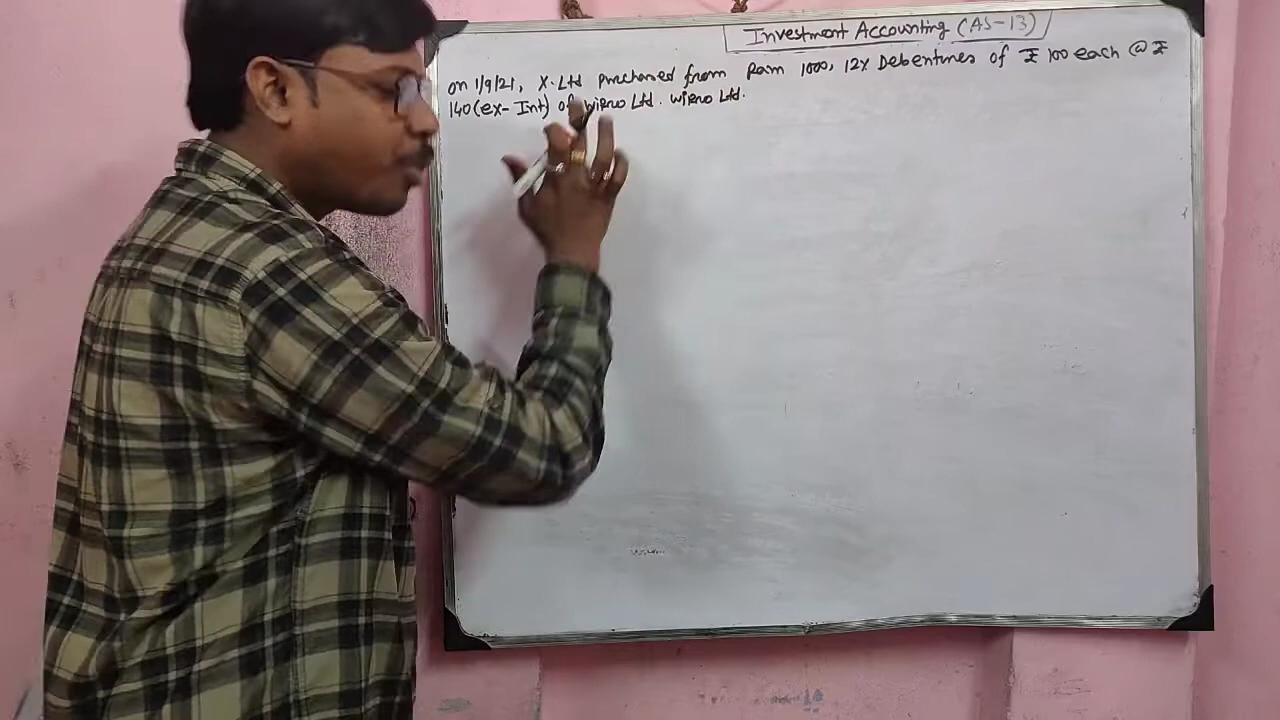 Investment Accounting (AS-13)
on 1/9/21, X. Ltd purchased from Ram 1000, 12% Debentures of ₹ 100 each @ ₹
140 (ex- Int) of Wipro Ltd. Wipro Ltd.